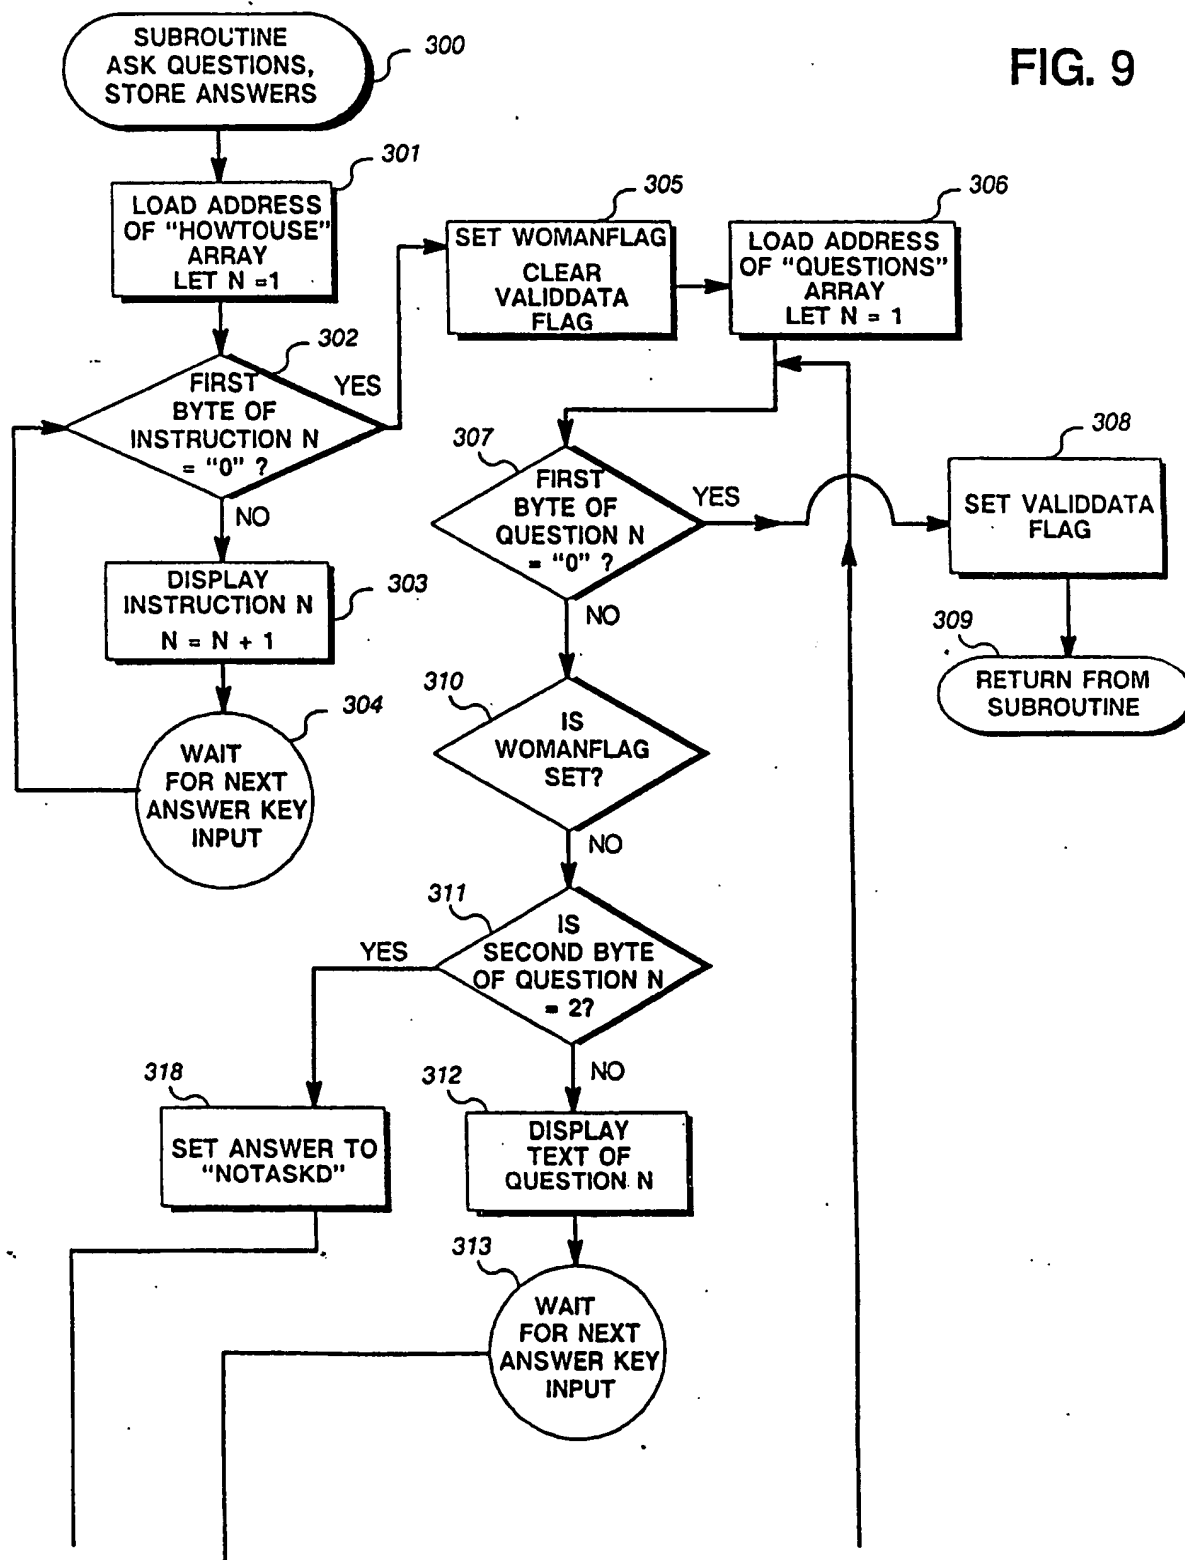 FIG. 9
SUBROUTINE
ASK QUESTIONS,
STORE ANSWERS
300
301
LOAD ADDRESS
OF "HOWTOUSE"
ARRAY
LET N =1
302
FIRST
BYTE OF
INSTRUCTION N
= "0" ?
YES
NO
DISPLAY
INSTRUCTION N
N = N + 1
303
304
WAIT
FOR NEXT
ANSWER KEY
INPUT
305
SET WOMANFLAG
CLEAR
VALIDDATA
FLAG
306
LOAD ADDRESS
OF "QUESTIONS"
ARRAY
LET N = 1
307
FIRST
BYTE OF
QUESTION N
= "0" ?
YES
NO
308
SET VALIDDATA
FLAG
309
RETURN FROM
SUBROUTINE
310
IS
WOMANFLAG
SET?
NO
311
IS
SECOND BYTE
OF QUESTION N
= 2?
YES
NO
318
SET ANSWER TO
"NOTASKD"
312
DISPLAY
TEXT OF
QUESTION N
313
WAIT
FOR NEXT
ANSWER KEY
INPUT